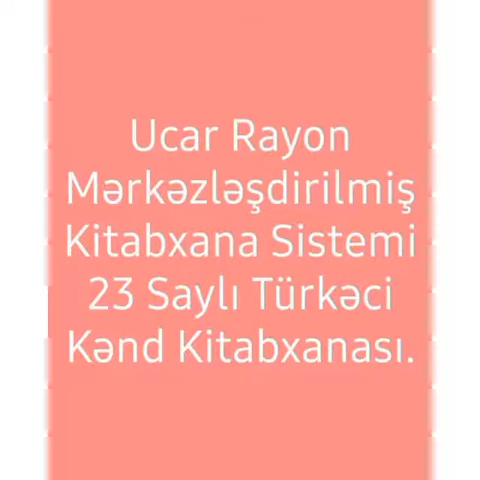 Ucar Rayon
Mərkəzləşdirilmiş
Kitabxana Sistemi
23 Saylı Türkəci
Kənd Kitabxanası.